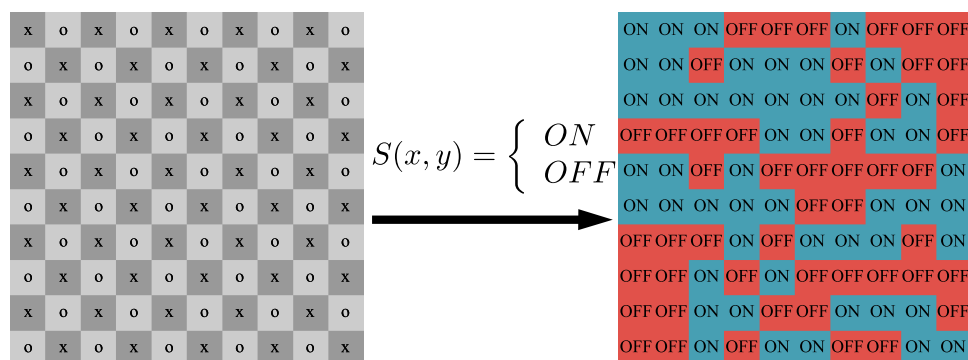 x o x o x o x o x o
o x o x o x o x o x
x o x o x o x o x o
o x o x o x o x o x
x o x o x o x o x o
o x o x o x o x o x
x o x o x o x o x o
o x o x o x o x o x
x o x o x o x o x o
o x o x o x o x o x
S(x, y) = { ON
OFF
ON ON ON OFF OFF OFF ON OFF OFF OFF
ON ON OFF ON ON ON OFF ON OFF OFF
ON ON ON ON ON ON ON OFF ON OFF
OFF OFF OFF OFF ON ON OFF ON ON OFF
ON ON OFF ON OFF OFF OFF OFF OFF ON
ON ON ON ON ON OFF OFF ON ON ON
OFF OFF OFF ON OFF ON ON ON OFF ON
OFF OFF ON OFF ON OFF OFF OFF OFF OFF
OFF OFF ON ON OFF OFF ON ON ON OFF
OFF OFF ON OFF ON ON OFF OFF ON ON